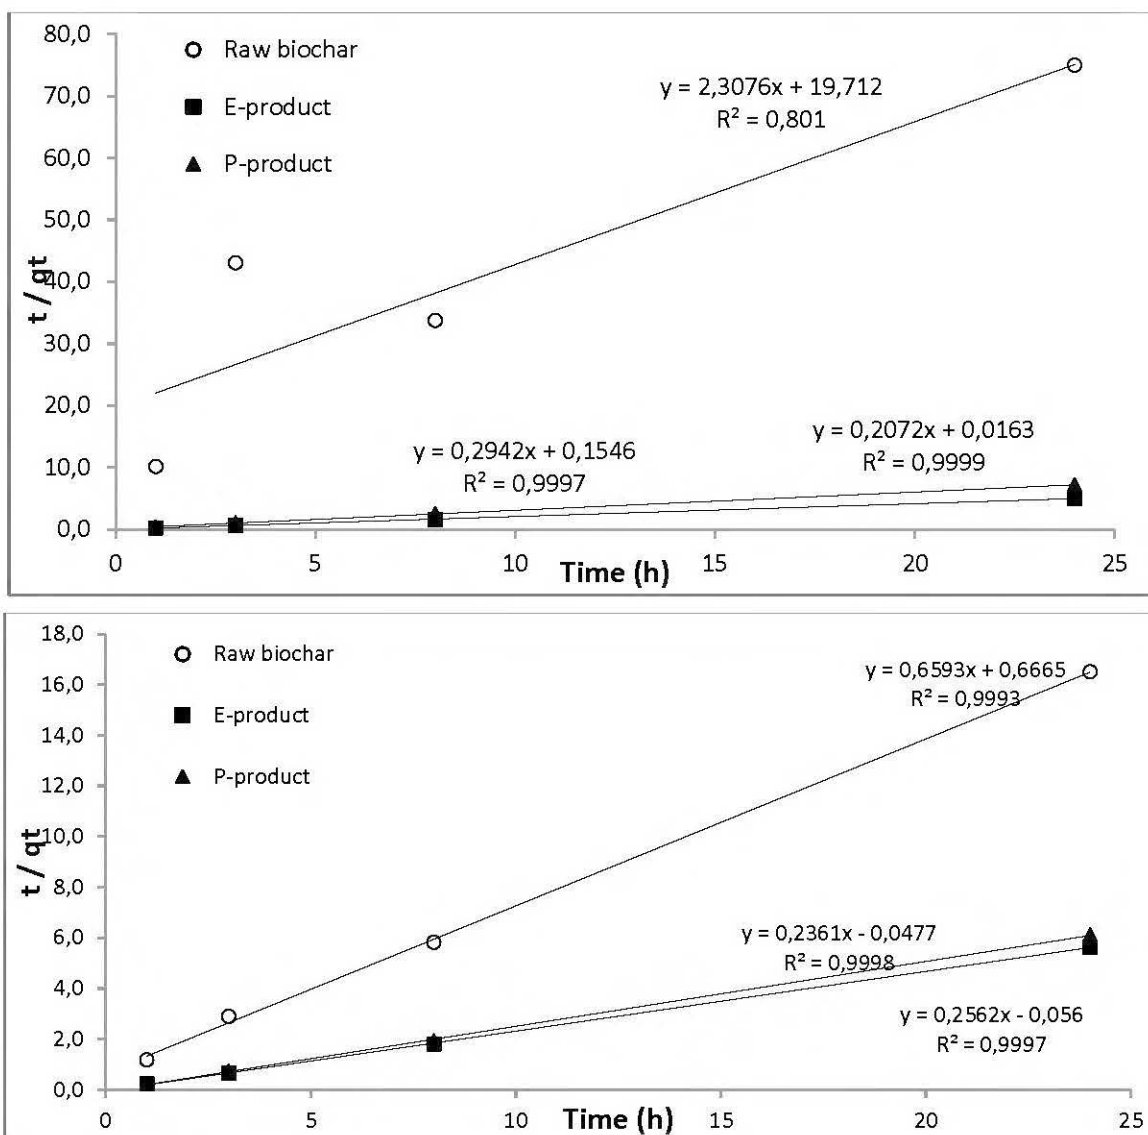 80,0
70,0
60,0
50,0
40,0
30,0
20,0
10,0
0,0
t / qt
Raw biochar
E-product
P-product
y = 2,3076x + 19,712
R² = 0,801
y = 0,2942x + 0,1546
R² = 0,9997
y = 0,2072x + 0,0163
R² = 0,9999
0 5 10 15 20 25
Time (h)
18,0
16,0
14,0
12,0
10,0
8,0
6,0
4,0
2,0
0,0
t / qt
Raw biochar
E-product
P-product
y = 0,6593x + 0,6665
R² = 0,9993
y = 0,2361x - 0,0477
R² = 0,9998
y = 0,2562x - 0,056
R² = 0,9997
0 5 10 15 20 25
Time (h)